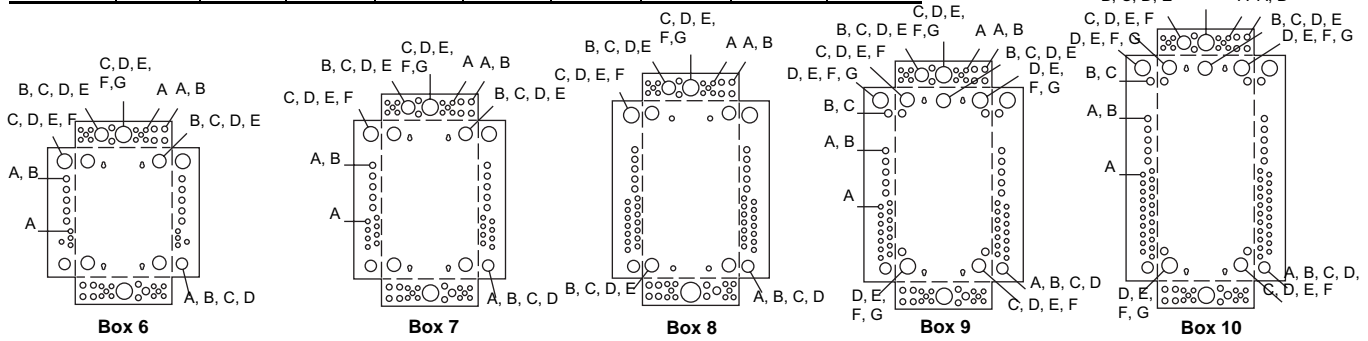 C, D, E,
F,G
B, C, D, E
A
A, B
C, D, E, F
B, C, D, E
A, B
A
A, B, C, D
Box 6
C, D, E,
F,G
B, C, D, E
A
A, B
C, D, E, F
B, C, D, E
A, B
A
A, B, C, D
Box 7
C, D, E,
F,G
B, C, D,E
A
A, B
C, D, E, F
B, C, D, E
A, B, C, D
Box 8
C, D, E,
F,G
B, C, D, E
A
A, B
C, D, E, F
B, C, D, E
D, E, F, G
D, E,
F, G
B, C
A, B
A
D, E,
F, G
A, B, C, D
C, D, E, F
Box 9
C, D, E, F
B, C, D, E
D, E, F, G
D, E, F, G
B, C
A, B
A
D, E,
F, G
A, B, C, D,
C, D, E, F
Box 10